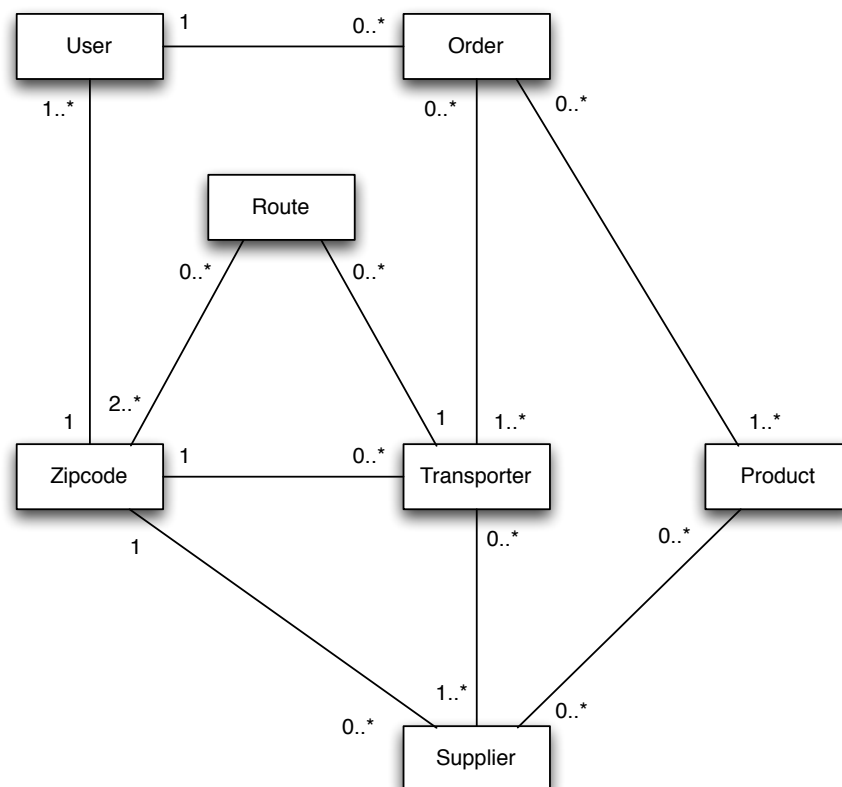 1
0..*
User
Order
1..*
0..*
0..*
Route
0..*
0..*
2..*
1
1
1..*
1..*
1
0..*
Zipcode
Transporter
Product
1
0..*
0..*
1..*
0..*
0..*
Supplier